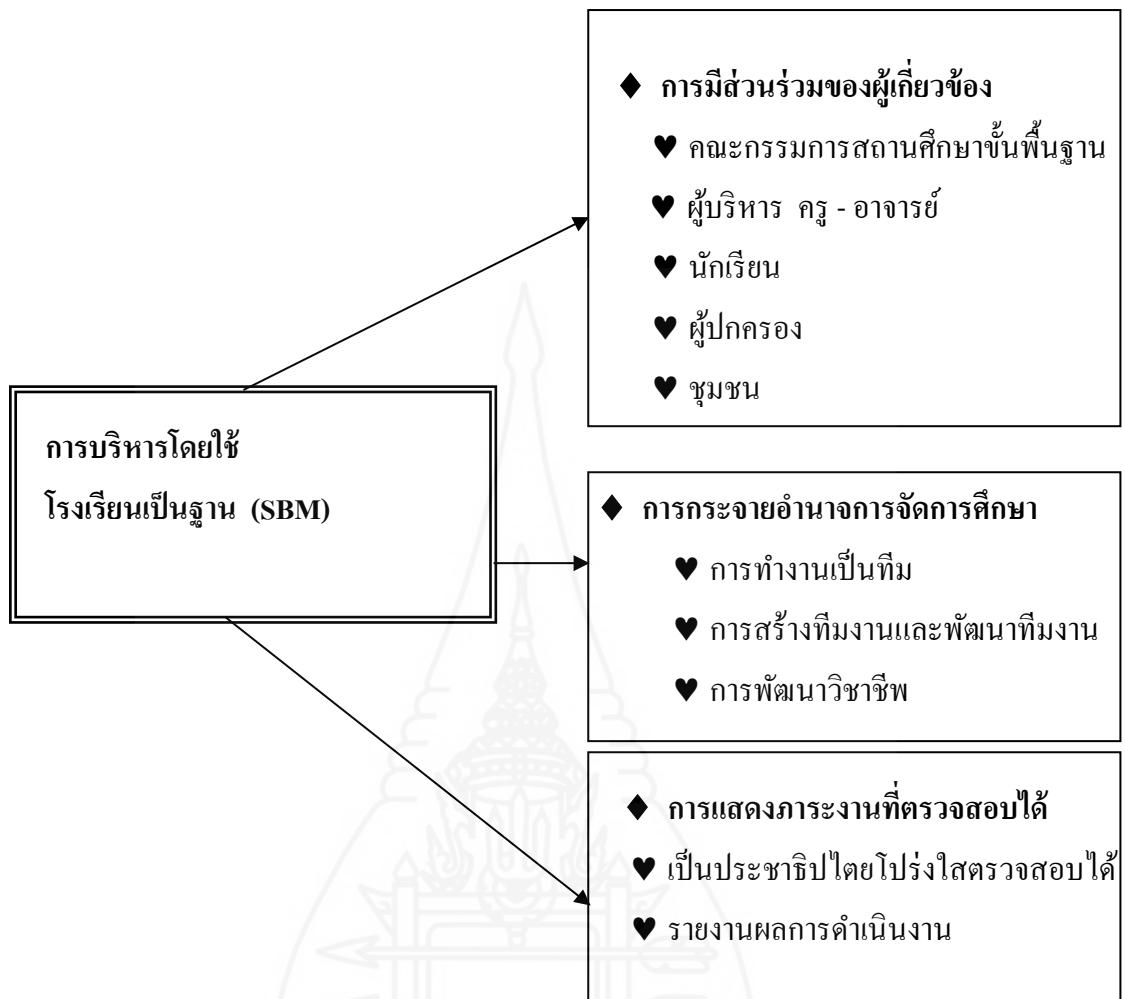 การบริหารโดยใช้
โรงเรียนเป็นฐาน (SBM)
♦ การมีส่วนร่วมของผู้เกี่ยวข้อง
♥ คณะกรรมการสถานศึกษาขั้นพื้นฐาน
♥ ผู้บริหาร ครู - อาจารย์
♥ นักเรียน
♥ ผู้ปกครอง
♥ ชุมชน
♦ การกระจายอำนาจการจัดการศึกษา
♥ การทำงานเป็นทีม
♥ การสร้างทีมงานและพัฒนาทีมงาน
♥ การพัฒนาวิชาชีพ
♦ การแสดงภาระงานที่ตรวจสอบได้
♥ เป็นประชาธิปไตยโปร่งใสตรวจสอบได้
♥ รายงานผลการดำเนินงาน